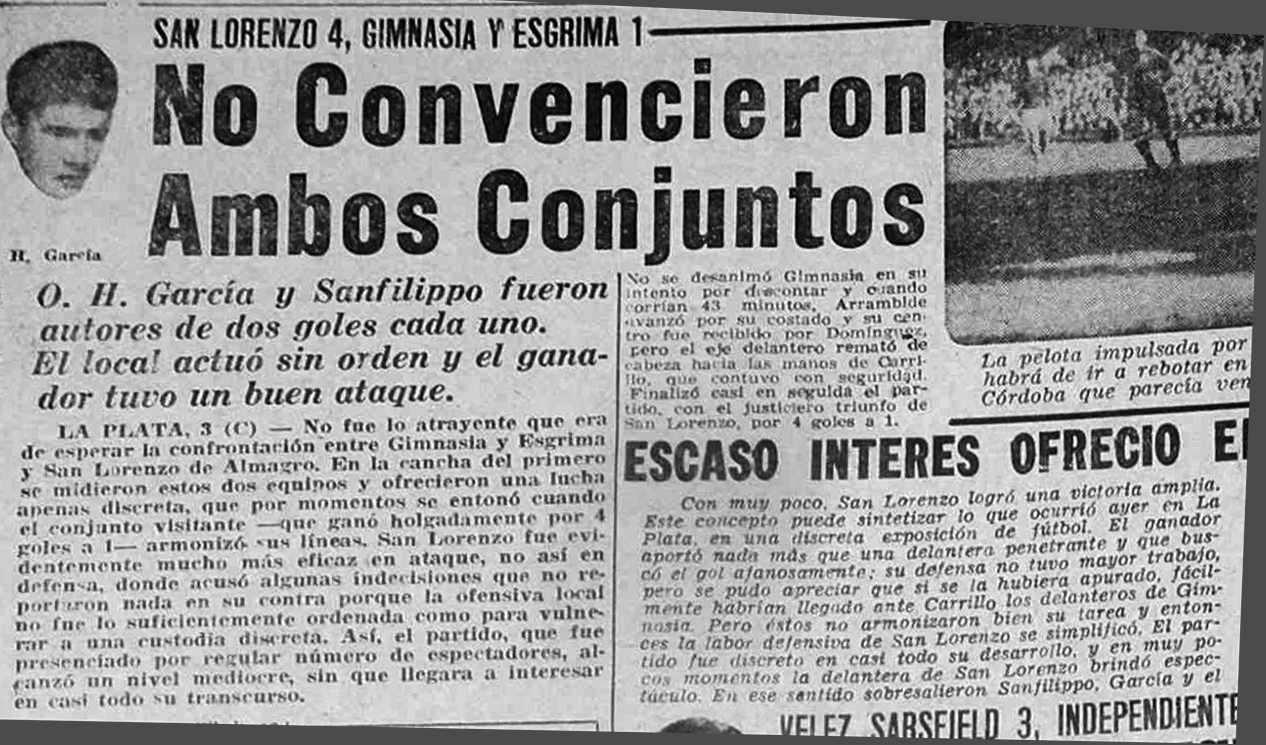 SAN LORENZO 4, GIMNASIA Y ESGRIMA 1
No Convencieron
Ambos Conjuntos
H. García
O. H. García y Sanfilippo fueron
autores de dos goles cada uno.
El local actuó sin orden y el gana-
dor tuvo un buen ataque.
LA PLATA, 3 (C) — No fue lo atrayente que era
de esperar la confrontación entre Gimnasia y Esgrima
y San Lorenzo de Almagro. En la cancha del primero
se midieron estos dos equipos y ofrecieron una lucha
apenas discreta, que por momentos se entonó cuando
el conjunto visitante —que ganó holgadamente por 4
goles a 1— armonizó sus líneas. San Lorenzo fue evi-
dentemente mucho más eficaz en ataque, no así en
defensa, donde acusó algunas indecisiones que no re-
portaron nada en su contra porque la ofensiva local
no fue lo suficientemente ordenada como para vulne-
rar a una custodia discreta. Así, el partido, que fue
presenciado por regular número de espectadores, al-
canzó un nivel mediocre, sin que llegara a interesar
en casi todo su transcurso.
No se desanimó Gimnasia en su
intento por descontar y cuando
corrían 43 minutos, Arrambide
avanzó por su costado y su cen-
tro fue recibido por Domínguez,
pero el eje delantero remató de
cabeza hacia las manos de Carri-
llo, que contuvo con seguridad.
Finalizó casi en seguida el par-
tido, con el justiciero triunfo de
San Lorenzo, por 4 goles a 1.
La pelota impulsada por
habrá de ir a rebotar en
Córdoba que parecía ven
ESCASO INTERES OFRECIO E
Con muy poco, San Lorenzo logró una victoria amplia.
Este concepto puede sintetizar lo que ocurrió ayer en La
Plata, en una discreta exposición de fútbol. El ganador
aportó nada más que una delantera penetrante y que bus-
có el gol afanosamente; su defensa no tuvo mayor trabajo,
pero se pudo apreciar que si se la hubiera apurado, fácil-
mente habrían llegado ante Carrillo los delanteros de Gim-
nasia. Pero éstos no armonizaron bien su tarea y enton-
ces la labor defensiva de San Lorenzo se simplificó. El par-
tido fue discreto en casi todo su desarrollo, y en muy po-
cos momentos la delantera de San Lorenzo brindó espec-
táculo. En ese sentido sobresalieron Sanfilippo, García y el
VELEZ SARSFIELD 3, INDEPENDIENTE